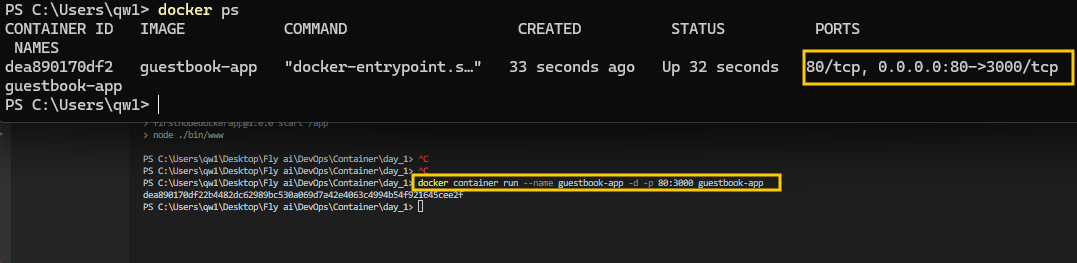 PS C:\Users\qw1> docker ps
CONTAINER ID   IMAGE           COMMAND                  CREATED          STATUS          PORTS
 NAMES
dea890170df2   guestbook-app   "docker-entrypoint.s…"   33 seconds ago   Up 32 seconds   80/tcp, 0.0.0.0:80->3000/tcp
guestbook-app
PS C:\Users\qw1>
> firstnodedockerapp@1.0.0 start /app
> node ./bin/www
PS C:\Users\qw1\Desktop\Fly ai\DevOps\Container\day_1> ^C
PS C:\Users\qw1\Desktop\Fly ai\DevOps\Container\day_1> ^C
PS C:\Users\qw1\Desktop\Fly ai\DevOps\Container\day_1> docker container run --name guestbook-app -d -p 80:3000 guestbook-app
dea890170df22b4482dc62989bc530a069d7a42e4063c4994b54f921645cee2f
PS C:\Users\qw1\Desktop\Fly ai\DevOps\Container\day_1>